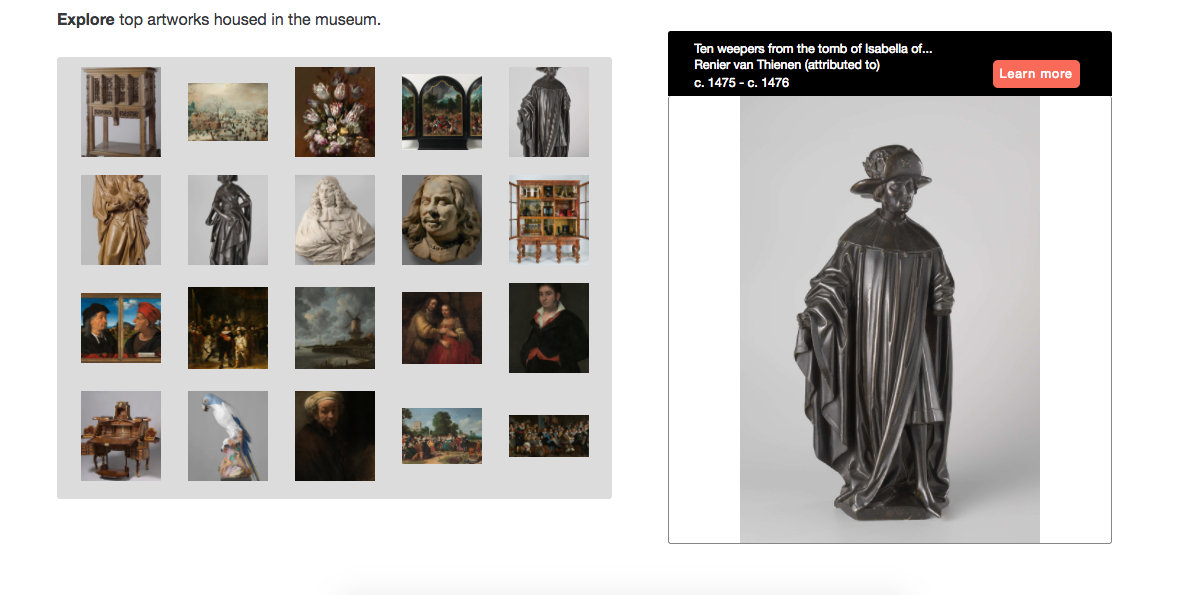 Explore top artworks housed in the museum.
Ten weepers from the tomb of Isabella of...
Renier van Thienen (attributed to)
c. 1475 - c. 1476
Learn more